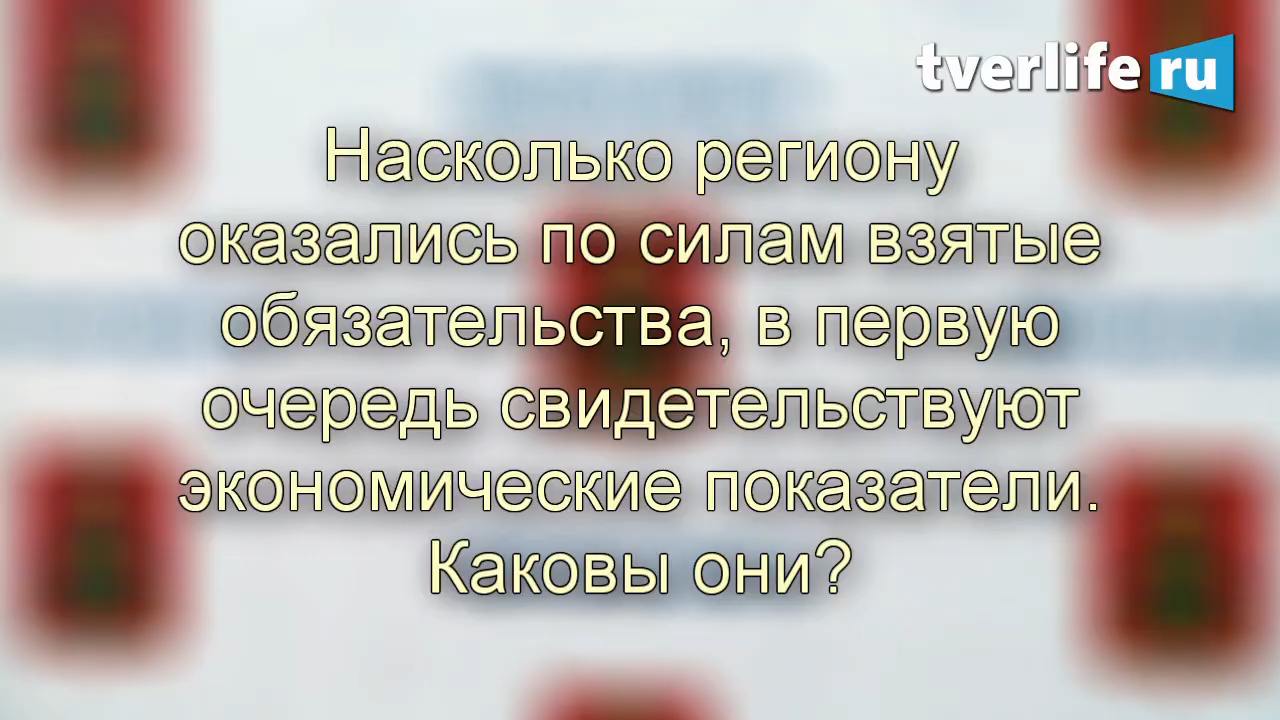 tverlife ru
Насколько региону
оказались по силам взятые
обязательства, в первую
очередь свидетельствуют
экономические показатели.
Каковы они?